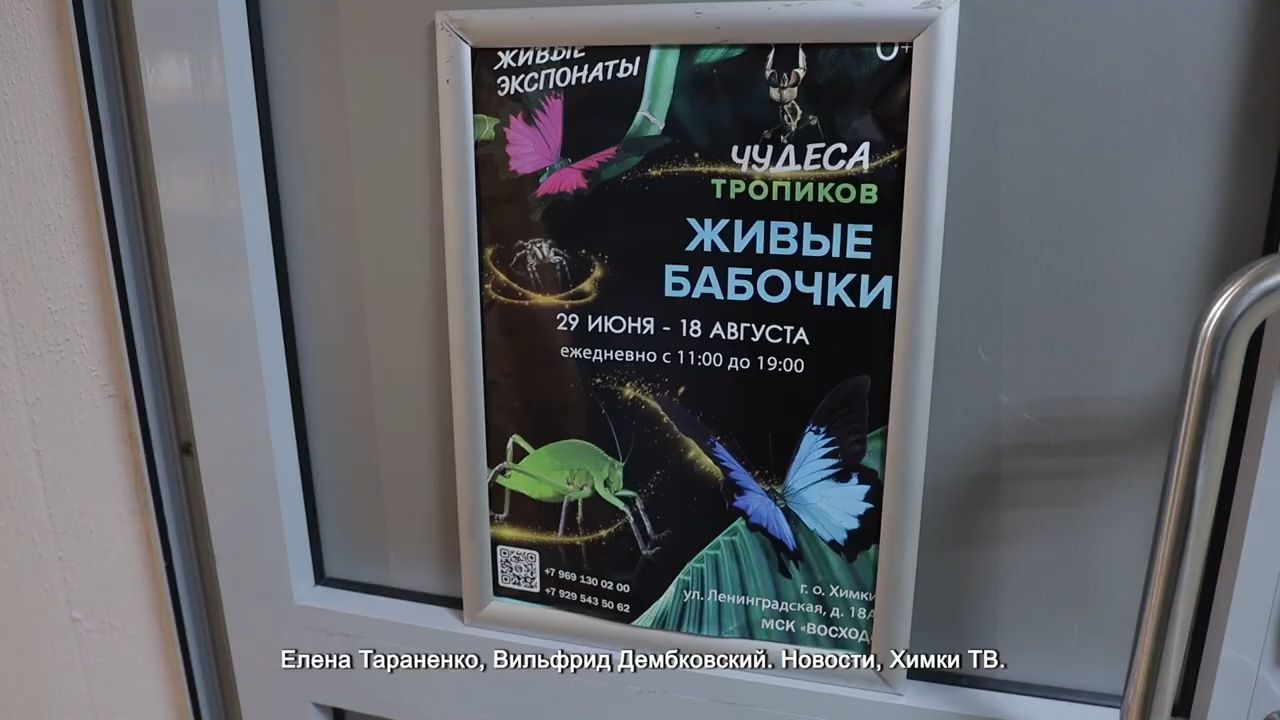 ЖИВЫЕ
ЭКСПОНАТЫ
0+
ЧУДЕСА
ТРОПИКОВ
ЖИВЫЕ
БАБОЧКИ
29 ИЮНЯ - 18 АВГУСТА
ежедневно с 11:00 до 19:00
+7 969 130 02 00
+7 929 543 50 62
г. о. Химки
ул. Ленинградская, д. 18А
МСК «ВОСХОД
Елена Тараненко, Вильфрид Дембковский. Новости, Химки ТВ.